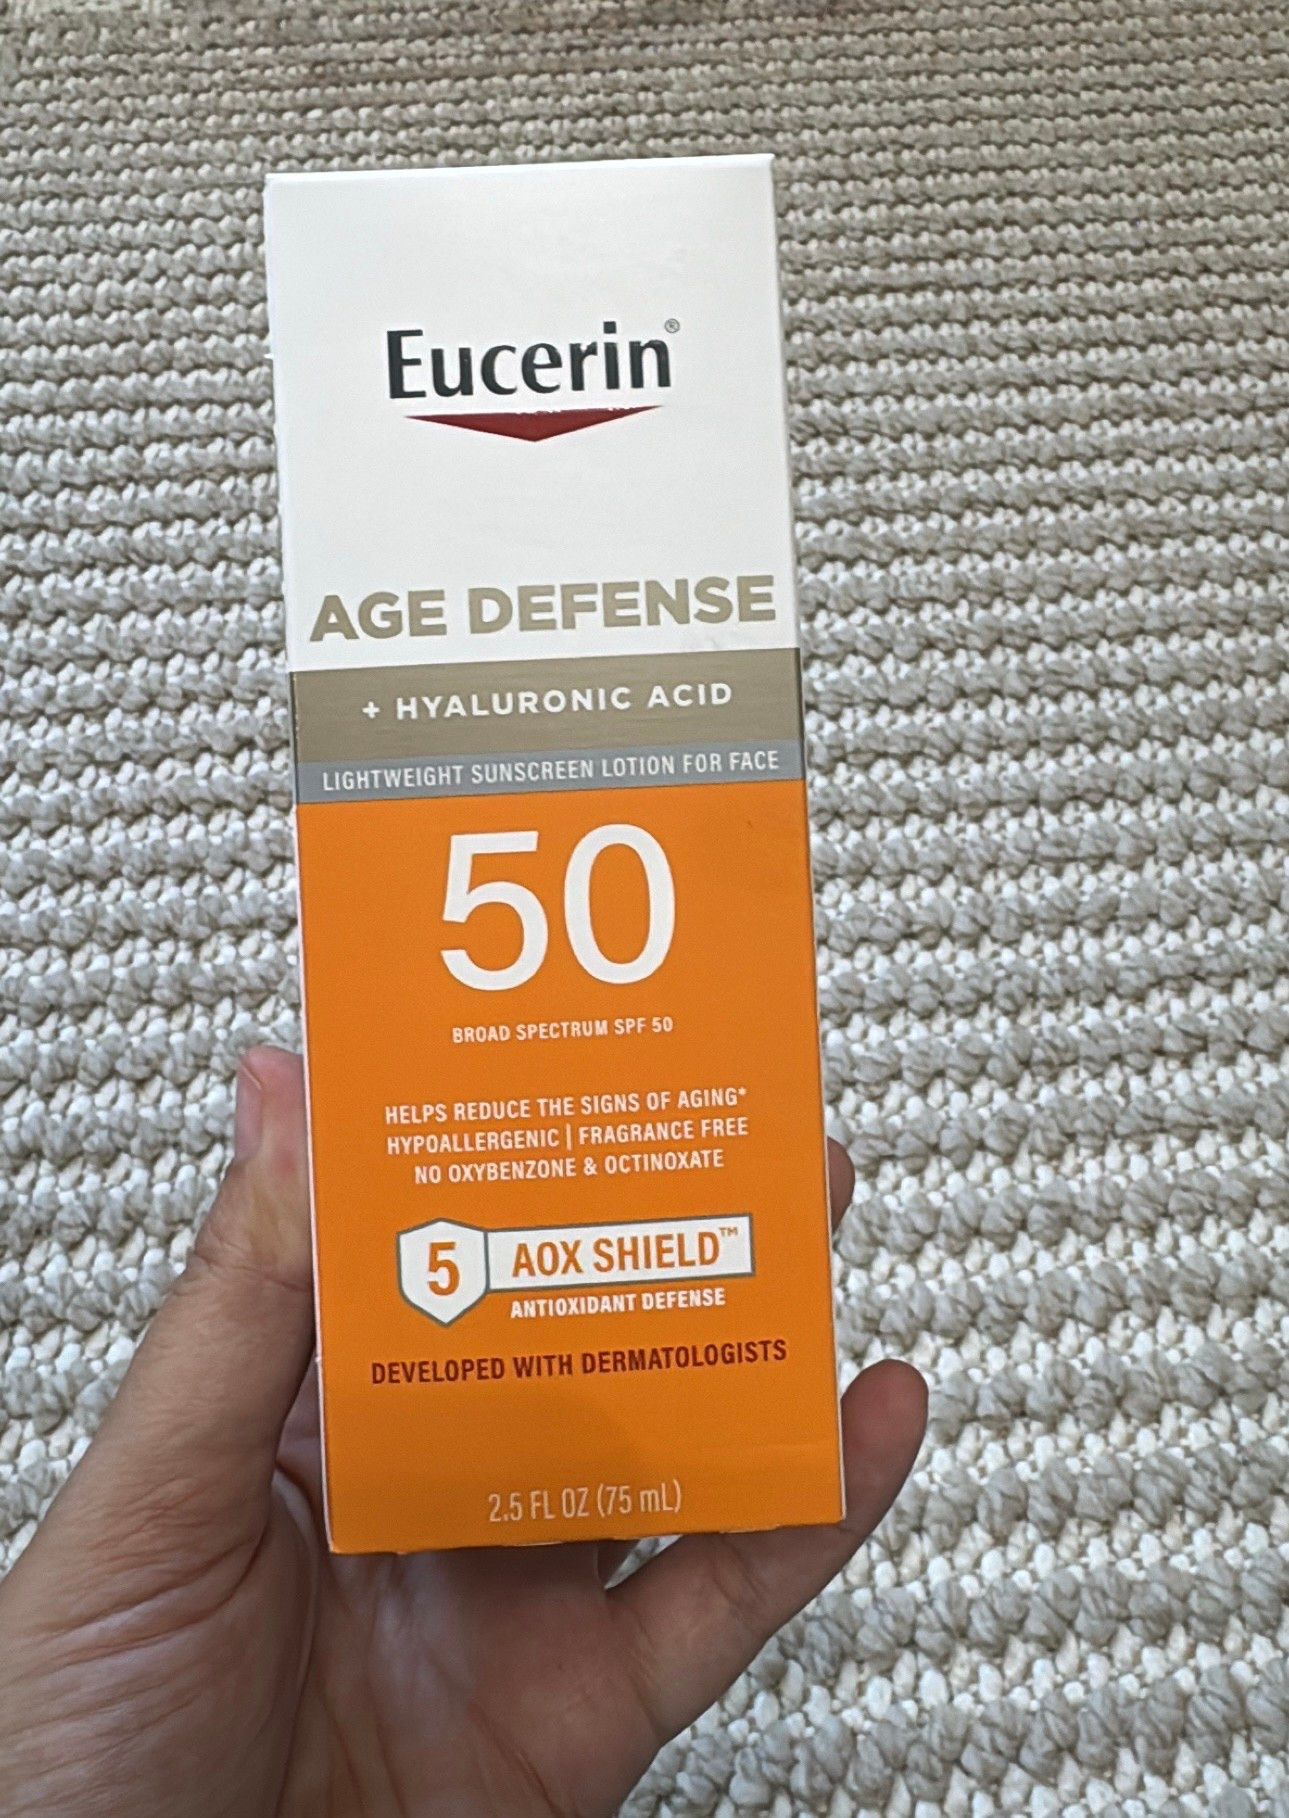 Eucerin®
AGE DEFENSE
+ HYALURONIC ACID
LIGHTWEIGHT SUNSCREEN LOTION FOR FACE
50
BROAD SPECTRUM SPF 50
HELPS REDUCE THE SIGNS OF AGING*
HYPOALLERGENIC | FRAGRANCE FREE
NO OXYBENZONE & OCTINOXATE
5 AOX SHIELD™
ANTIOXIDANT DEFENSE
DEVELOPED WITH DERMATOLOGISTS
2.5 FL OZ (75 mL)